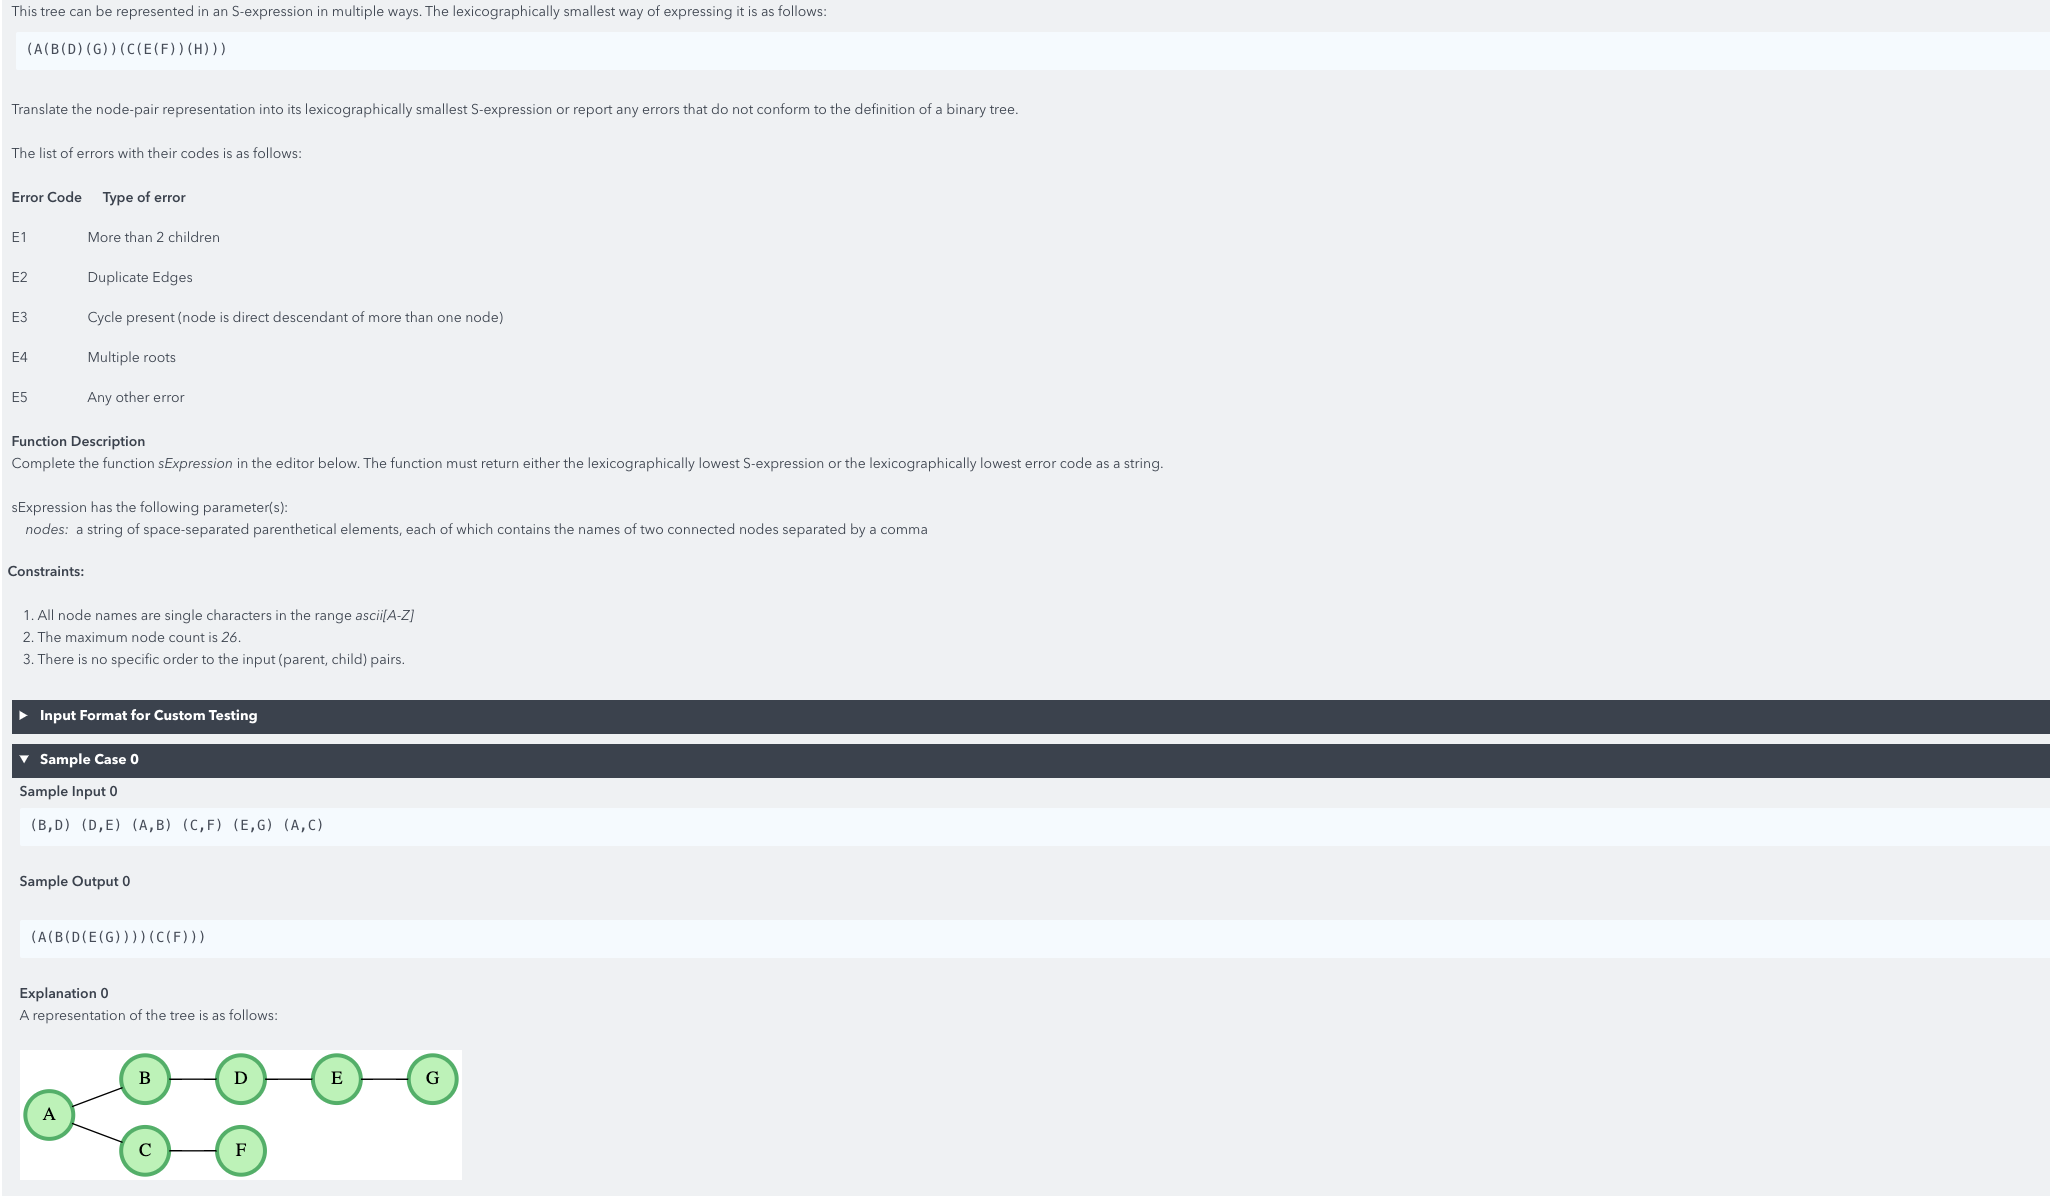 This tree can be represented in an S-expression in multiple ways. The lexicographically smallest way of expressing it is as follows:
(A(B(D)(G))(C(E(F))(H)))
Translate the node-pair representation into its lexicographically smallest S-expression or report any errors that do not conform to the definition of a binary tree.
The list of errors with their codes is as follows:
Error Code Type of error
E1 More than 2 children
E2 Duplicate Edges
E3 Cycle present (node is direct descendant of more than one node)
E4 Multiple roots
E5 Any other error
Function Description
Complete the function sExpression in the editor below. The function must return either the lexicographically lowest S-expression or the lexicographically lowest error code as a string.
sExpression has the following parameter(s):
nodes: a string of space-separated parenthetical elements, each of which contains the names of two connected nodes separated by a comma
Constraints:
1. All node names are single characters in the range ascii[A-Z]
2. The maximum node count is 26.
3. There is no specific order to the input (parent, child) pairs.
► Input Format for Custom Testing
▼ Sample Case 0
Sample Input 0
(B,D) (D,E) (A,B) (C,F) (E,G) (A,C)
Sample Output 0
(A(B(D(E(G))))(C(F)))
Explanation 0
A representation of the tree is as follows:
B D E G
A
C F